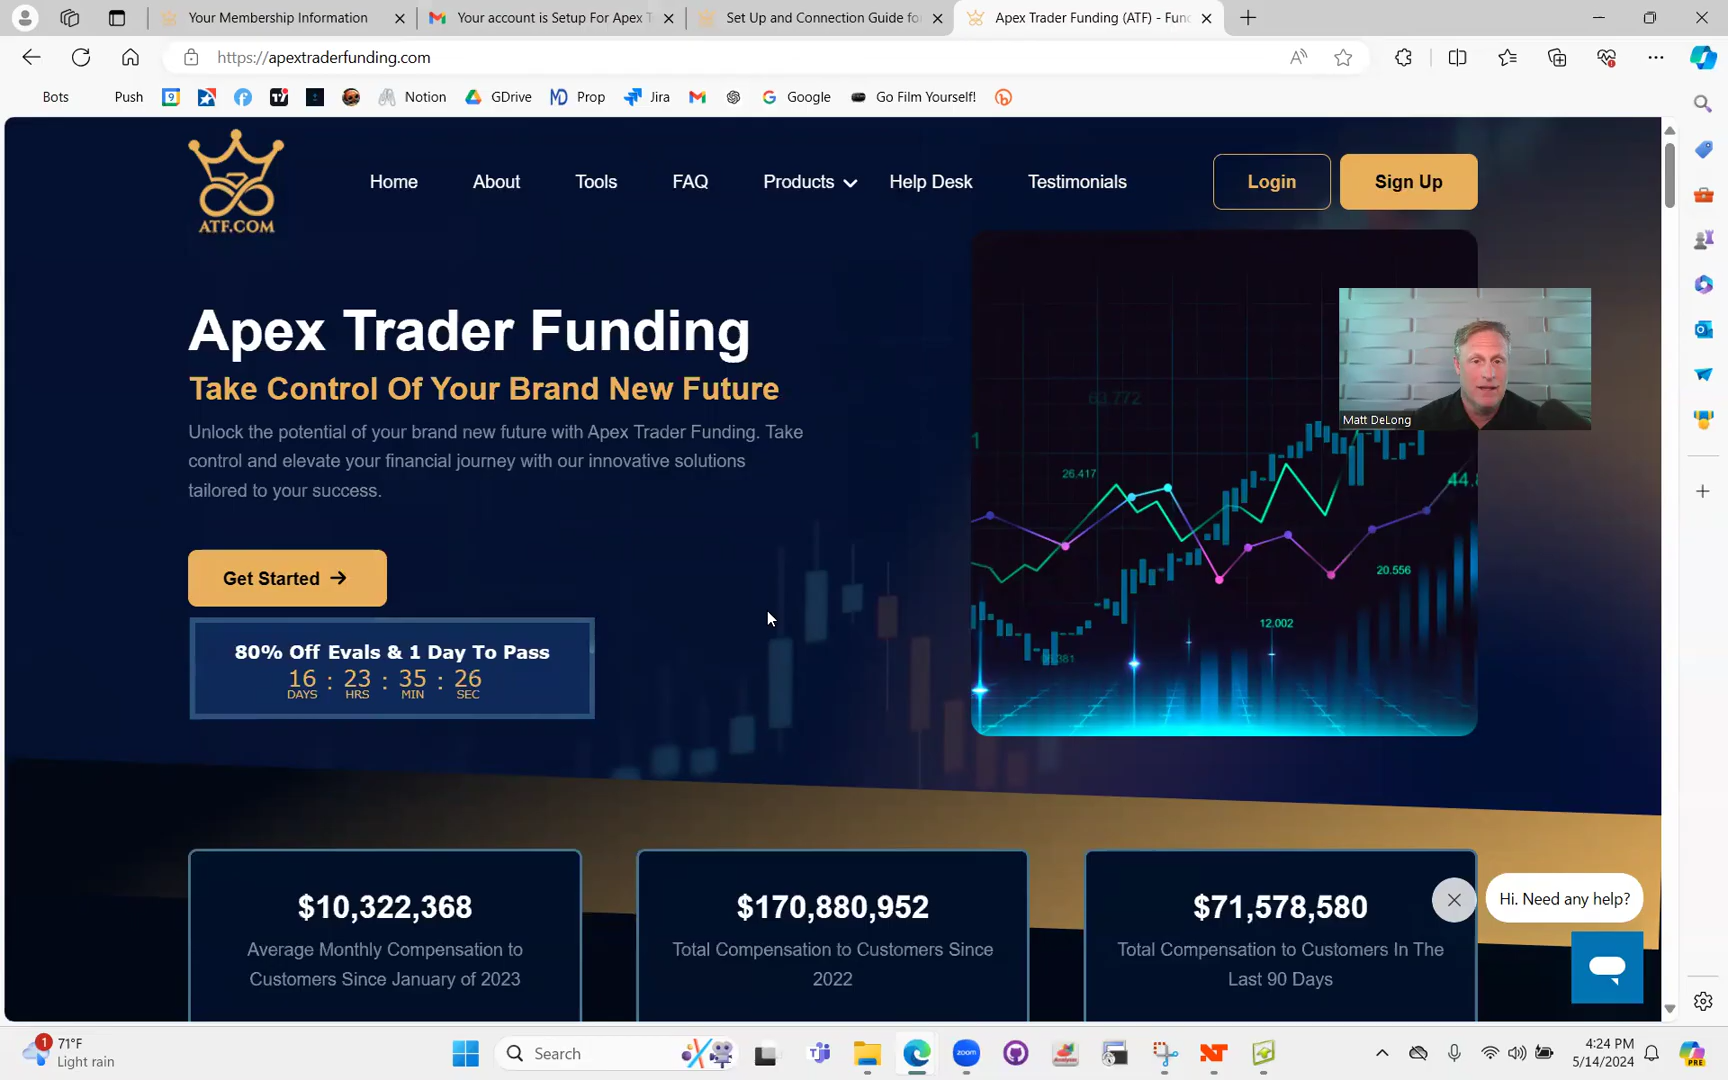 Your Membership Information
Your account is Setup For Apex T
Set Up and Connection Guide fo
Apex Trader Funding (ATF) - Fund
https://apextraderfunding.com
Bots
Push
9
Notion
GDrive
Prop
Jira
Google
Go Film Yourself!
ATF.COM
Home
About
Tools
FAQ
Products
Help Desk
Testimonials
Login
Sign Up
Apex Trader Funding
Take Control Of Your Brand New Future
Unlock the potential of your brand new future with Apex Trader Funding. Take
control and elevate your financial journey with our innovative solutions
tailored to your success.
Get Started
80% Off Evals & 1 Day To Pass
16 : 23 : 35 : 26
DAYS HRS MIN SEC
63.772
26.417
44.8
20.556
12.002
Matt DeLong
$10,322,368
Average Monthly Compensation to
Customers Since January of 2023
$170,880,952
Total Compensation to Customers Since
2022
$71,578,580
Total Compensation to Customers In The
Last 90 Days
Hi. Need any help?
1
71°F
Light rain
Search
zoom
4:24 PM
5/14/2024
PRE